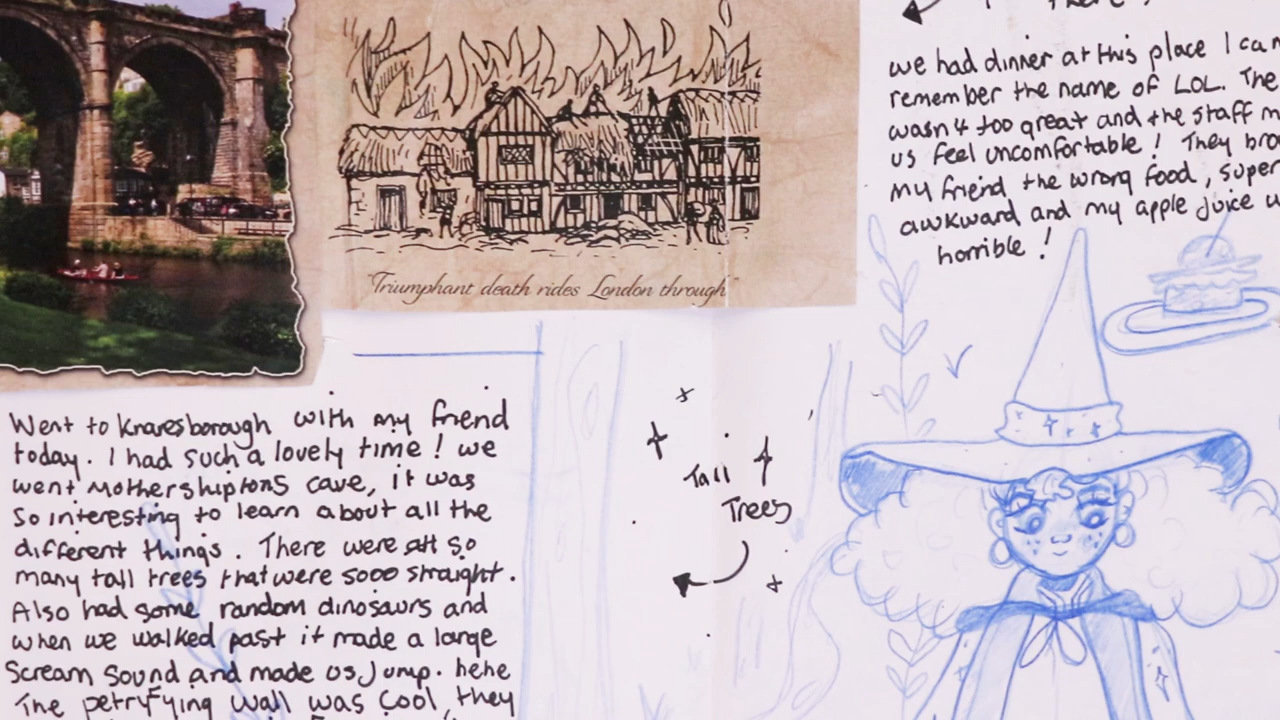 "Triumphant death rides London through"
there!
we had dinner at this place I can
remember the name of LOL. The
wasn't too great and the staff m
us feel uncomfortable! They bro
my friend the wrong food, super
awkward and my apple juice w
horrible!
Went to knaresborough with my friend
today. I had such a lovely time! we
went Mothershiptons cave, it was
so interesting to learn about all the
different things. There were so
many tall trees that were sooo straight.
Also had some random dinosaurs and
when we walked past it made a large
Scream sound and made us Jump. hehe
The petrifying wall was cool, they
Tall
Trees